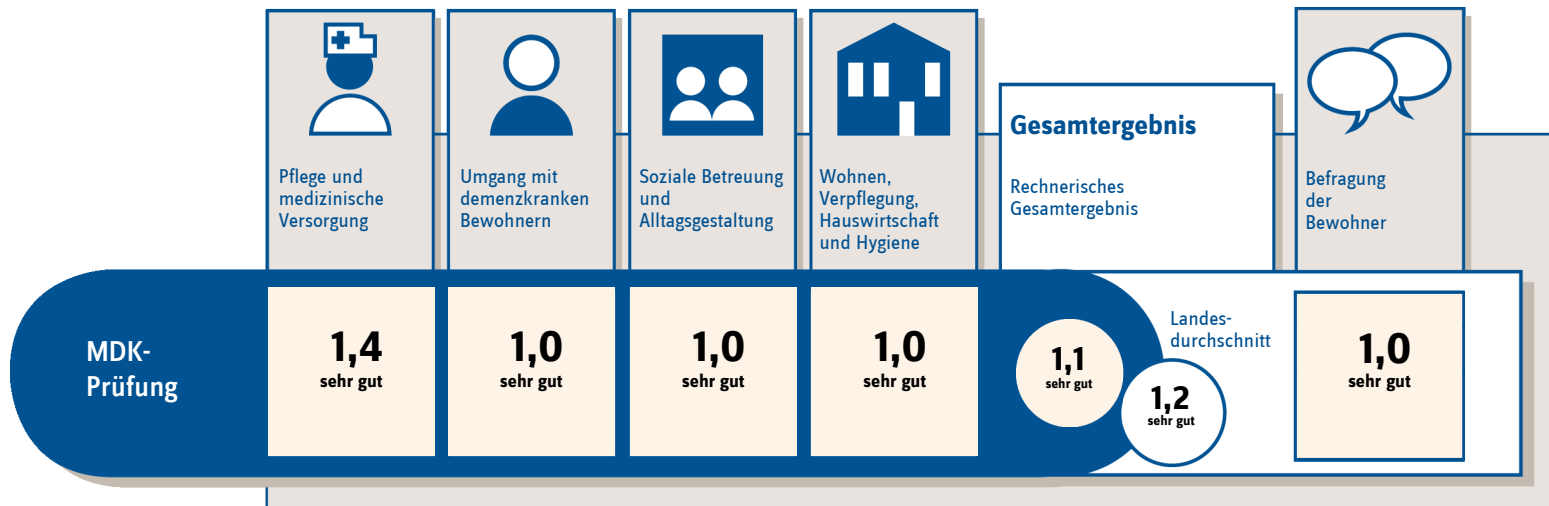 Pflege und
medizinische
Versorgung
Umgang mit
demenzkranken
Bewohnern
Soziale Betreuung
und
Alltagsgestaltung
Wohnen,
Verpflegung,
Hauswirtschaft
und Hygiene
Gesamtergebnis
Rechnerisches
Gesamtergebnis
Befragung
der
Bewohner
MDK-
Prüfung
1,4
sehr gut
1,0
sehr gut
1,0
sehr gut
1,0
sehr gut
1,1
sehr gut
Landes-
durchschnitt
1,2
sehr gut
1,0
sehr gut